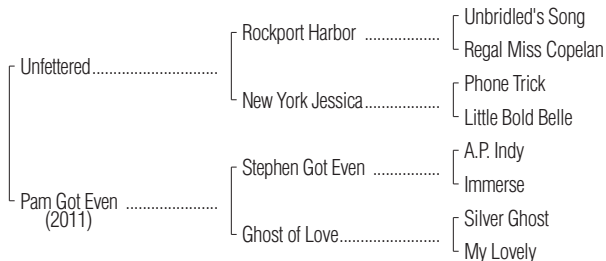 Unbridled's Song
Rockport Harbor ..................
Regal Miss Copelan
Unfettered..............................
Phone Trick
New York Jessica..................
Little Bold Belle
A.P. Indy
Stephen Got Even ................
Immerse
Pam Got Even ......................
(2011)
Silver Ghost
Ghost of Love........................
My Lovely